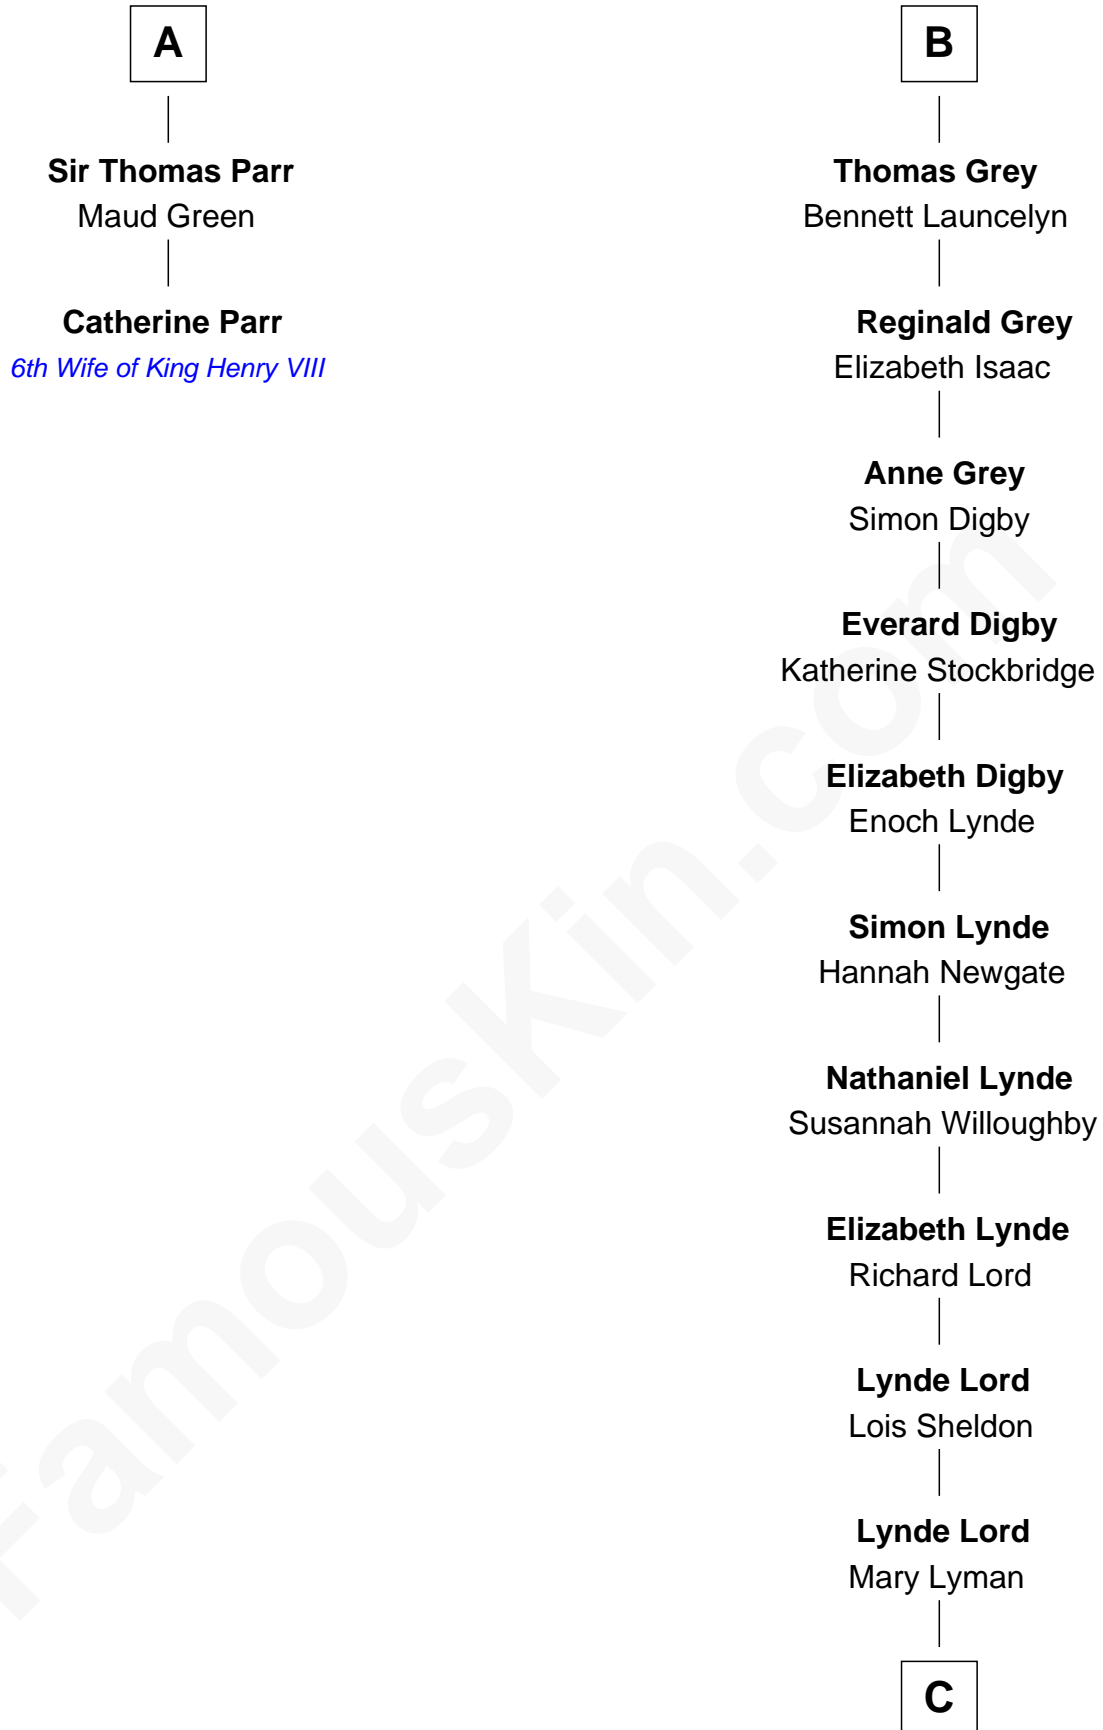 A
Sir Thomas Parr
Maud Green
Catherine Parr
6th Wife of King Henry VIII
B
Thomas Grey
Bennett Launcelyn
Reginald Grey
Elizabeth Isaac
Anne Grey
Simon Digby
Everard Digby
Katherine Stockbridge
Elizabeth Digby
Enoch Lynde
Simon Lynde
Hannah Newgate
Nathaniel Lynde
Susannah Willoughby
Elizabeth Lynde
Richard Lord
Lynde Lord
Lois Sheldon
Lynde Lord
Mary Lyman
C
FamousKin.com